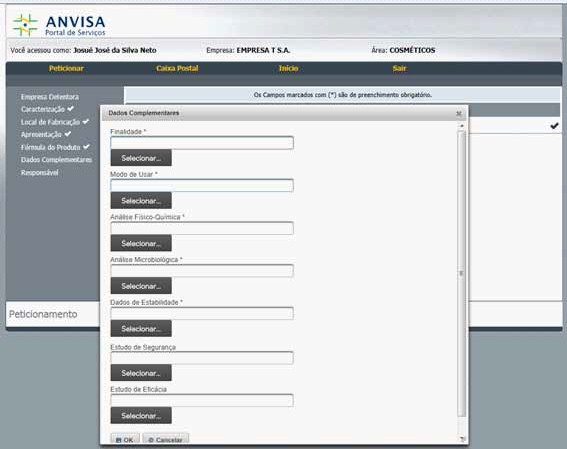 ANVISA
Portal de Serviços
Você acessou como: Josué José da Silva Neto Empresa: EMPRESA T S.A. Área: COSMÉTICOS
Peticionar Caixa Postal Início Sair
Empresa Detentora
Caracterização
Local de Fabricação
Apresentação
Fórmula do Produto
Dados Complementares
Responsável
Os Campos marcados com (*) são de preenchimento obrigatório.
Dados Complementares
Finalidade *
Selecionar...
Modo de Usar *
Selecionar...
Análise Físico-Química *
Selecionar...
Análise Microbiológica *
Selecionar...
Dados de Estabilidade *
Selecionar...
Estudo de Segurança
Selecionar...
Estudo de Eficácia
Selecionar...
OK Cancelar
Peticionamento